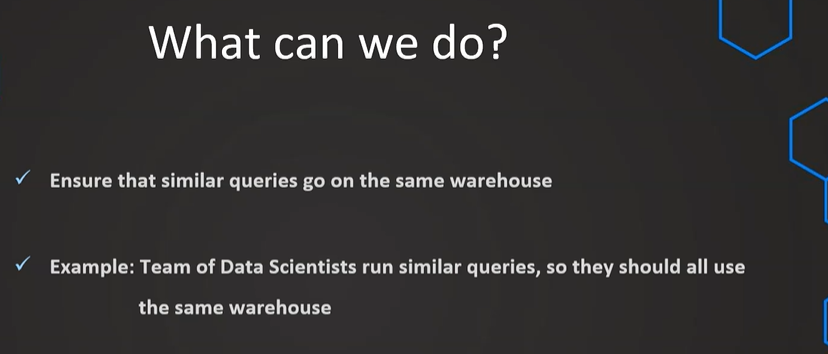 What can we do?
✓ Ensure that similar queries go on the same warehouse
✓ Example: Team of Data Scientists run similar queries, so they should all use
the same warehouse